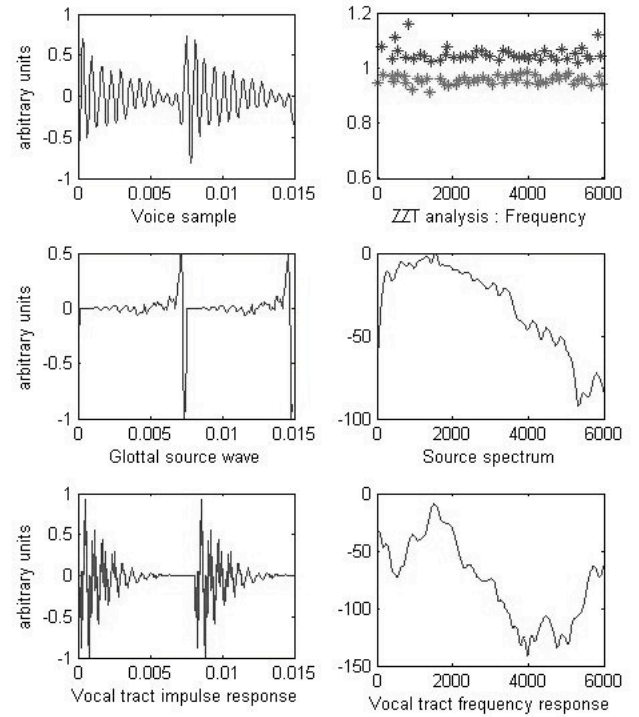 arbitrary units
1
0.5
0
-0.5
-1
0 0.005 0.01 0.015
Voice sample
1.2
1
0.8
0.6
0 2000 4000 6000
ZZT analysis : Frequency
arbitrary units
0.5
0
-0.5
-1
0 0.005 0.01 0.015
Glottal source wave
0
-50
-100
0 2000 4000 6000
Source spectrum
arbitrary units
1
0.5
0
-0.5
-1
0 0.005 0.01 0.015
Vocal tract impulse response
0
-50
-100
-150
0 2000 4000 6000
Vocal tract frequency response